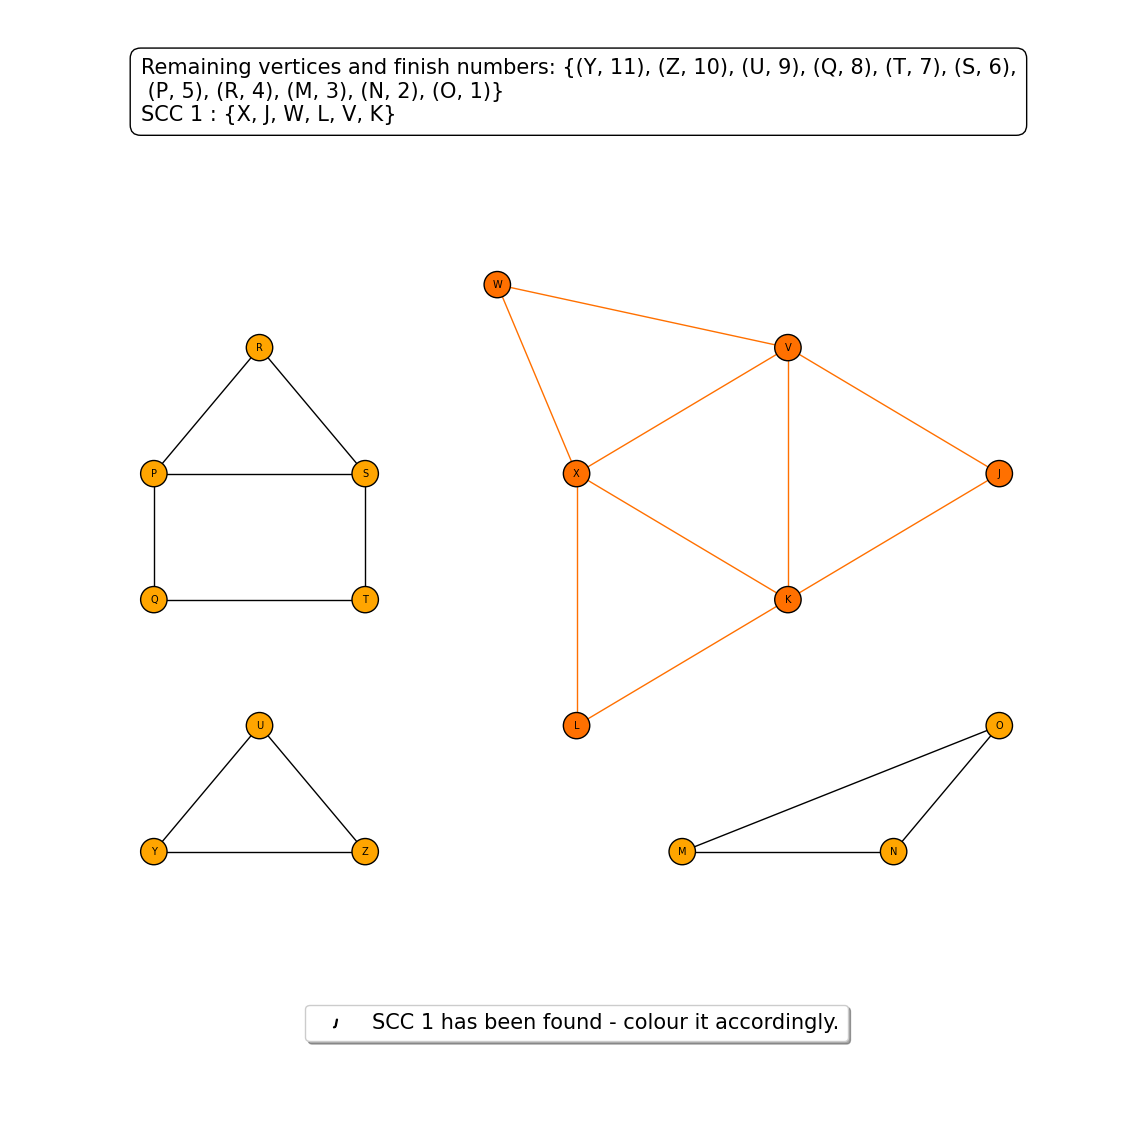 Remaining vertices and finish numbers: {(Y, 11), (Z, 10), (U, 9), (Q, 8), (T, 7), (S, 6),
(P, 5), (R, 4), (M, 3), (N, 2), (O, 1)}
SCC 1 : {X, J, W, L, V, K}
W
R
V
P
S
X
J
Q
T
K
U
L
O
Y
Z
M
N
SCC 1 has been found - colour it accordingly.